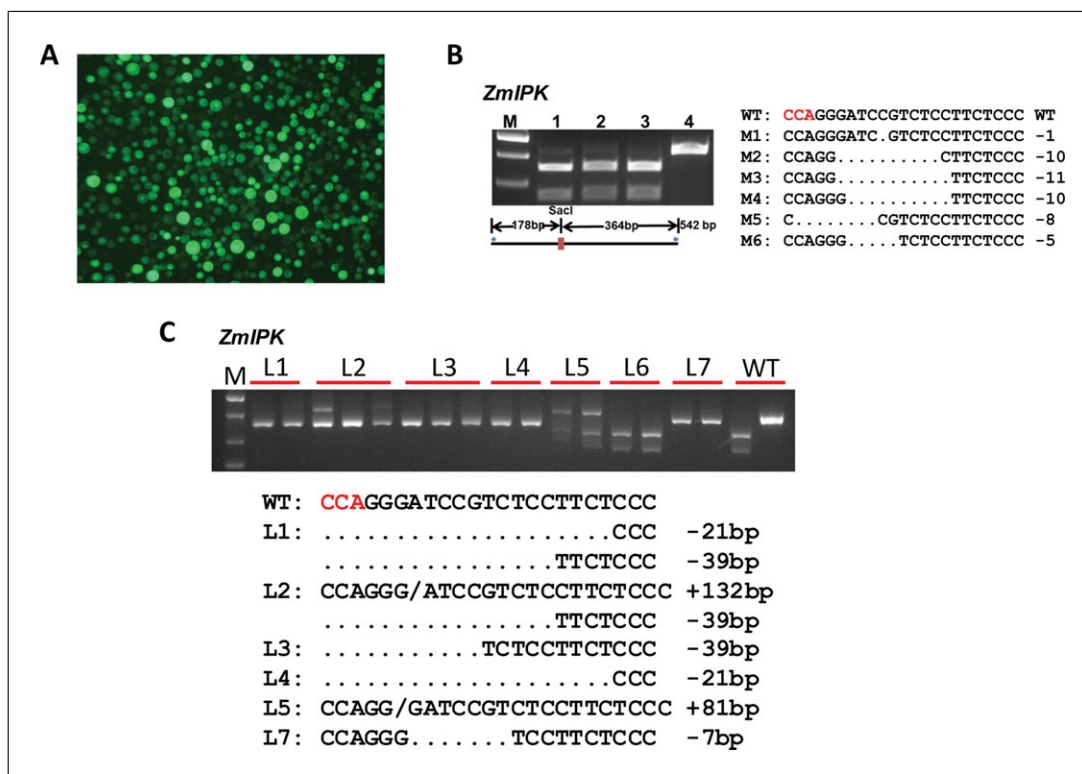 A
B
ZmIPK
M 1 2 3 4
SacI
178bp 364bp 542 bp
WT: CCAGGGATCCGTCTCCTTCTCCC WT
M1: CCAGGGATC.GTCTCCTTCTCCC -1
M2: CCAGG..........CTTCTCCC -10
M3: CCAGG...........TTCTCCC -11
M4: CCAGGG..........TTCTCCC -10
M5: C........CGTCTCCTTCTCCC -8
M6: CCAGGG.....TCTCCTTCTCCC -5
C
ZmIPK
M L1 L2 L3 L4 L5 L6 L7 WT
WT: CCAGGGATCCGTCTCCTTCTCCC
L1: ....................CCC -21bp
................TTCTCCC -39bp
L2: CCAGGG/ATCCGTCTCCTTCTCCC +132bp
................TTCTCCC -39bp
L3: ...........TCTCCTTCTCCC -39bp
L4: ....................CCC -21bp
L5: CCAGG/GATCCGTCTCCTTCTCCC +81bp
L7: CCAGGG.......TCCTTCTCCC -7bp